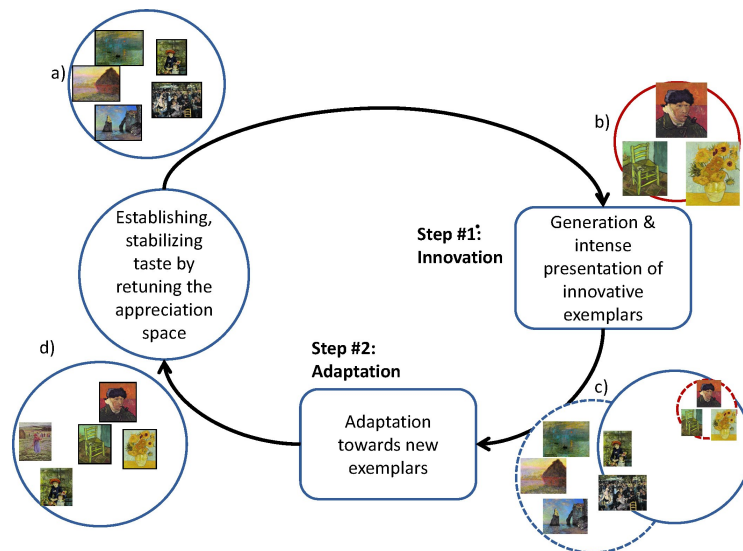 a)
b)
Establishing,
stabilizing
taste by
retuning the
appreciation
space
Step #1:
Innovation
Generation &
intense
presentation of
innovative
exemplars
d)
Step #2:
Adaptation
c)
Adaptation
towards new
exemplars